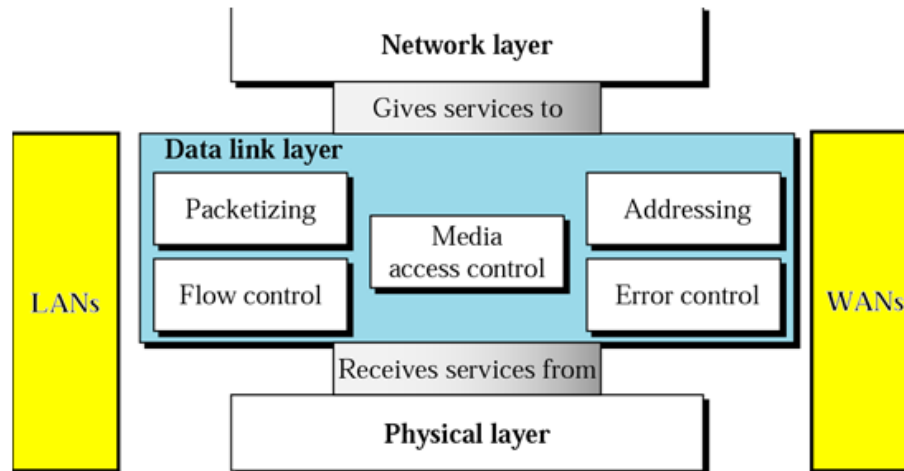 Network layer
Gives services to
Data link layer
Packetizing
Addressing
Media
access control
Flow control
Error control
LANs
WANs
Receives services from
Physical layer